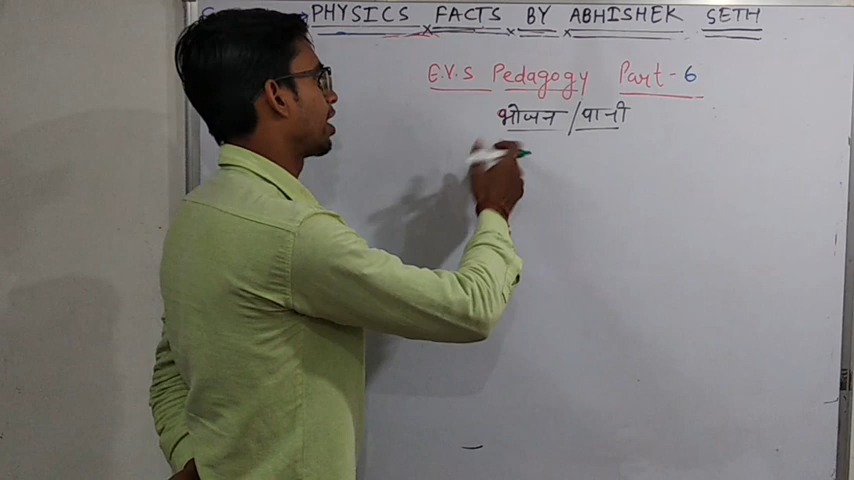 PHYSICS FACTS BY ABHISHEK SETH
E.V.S Pedagogy Part-6
भोजन/पानी